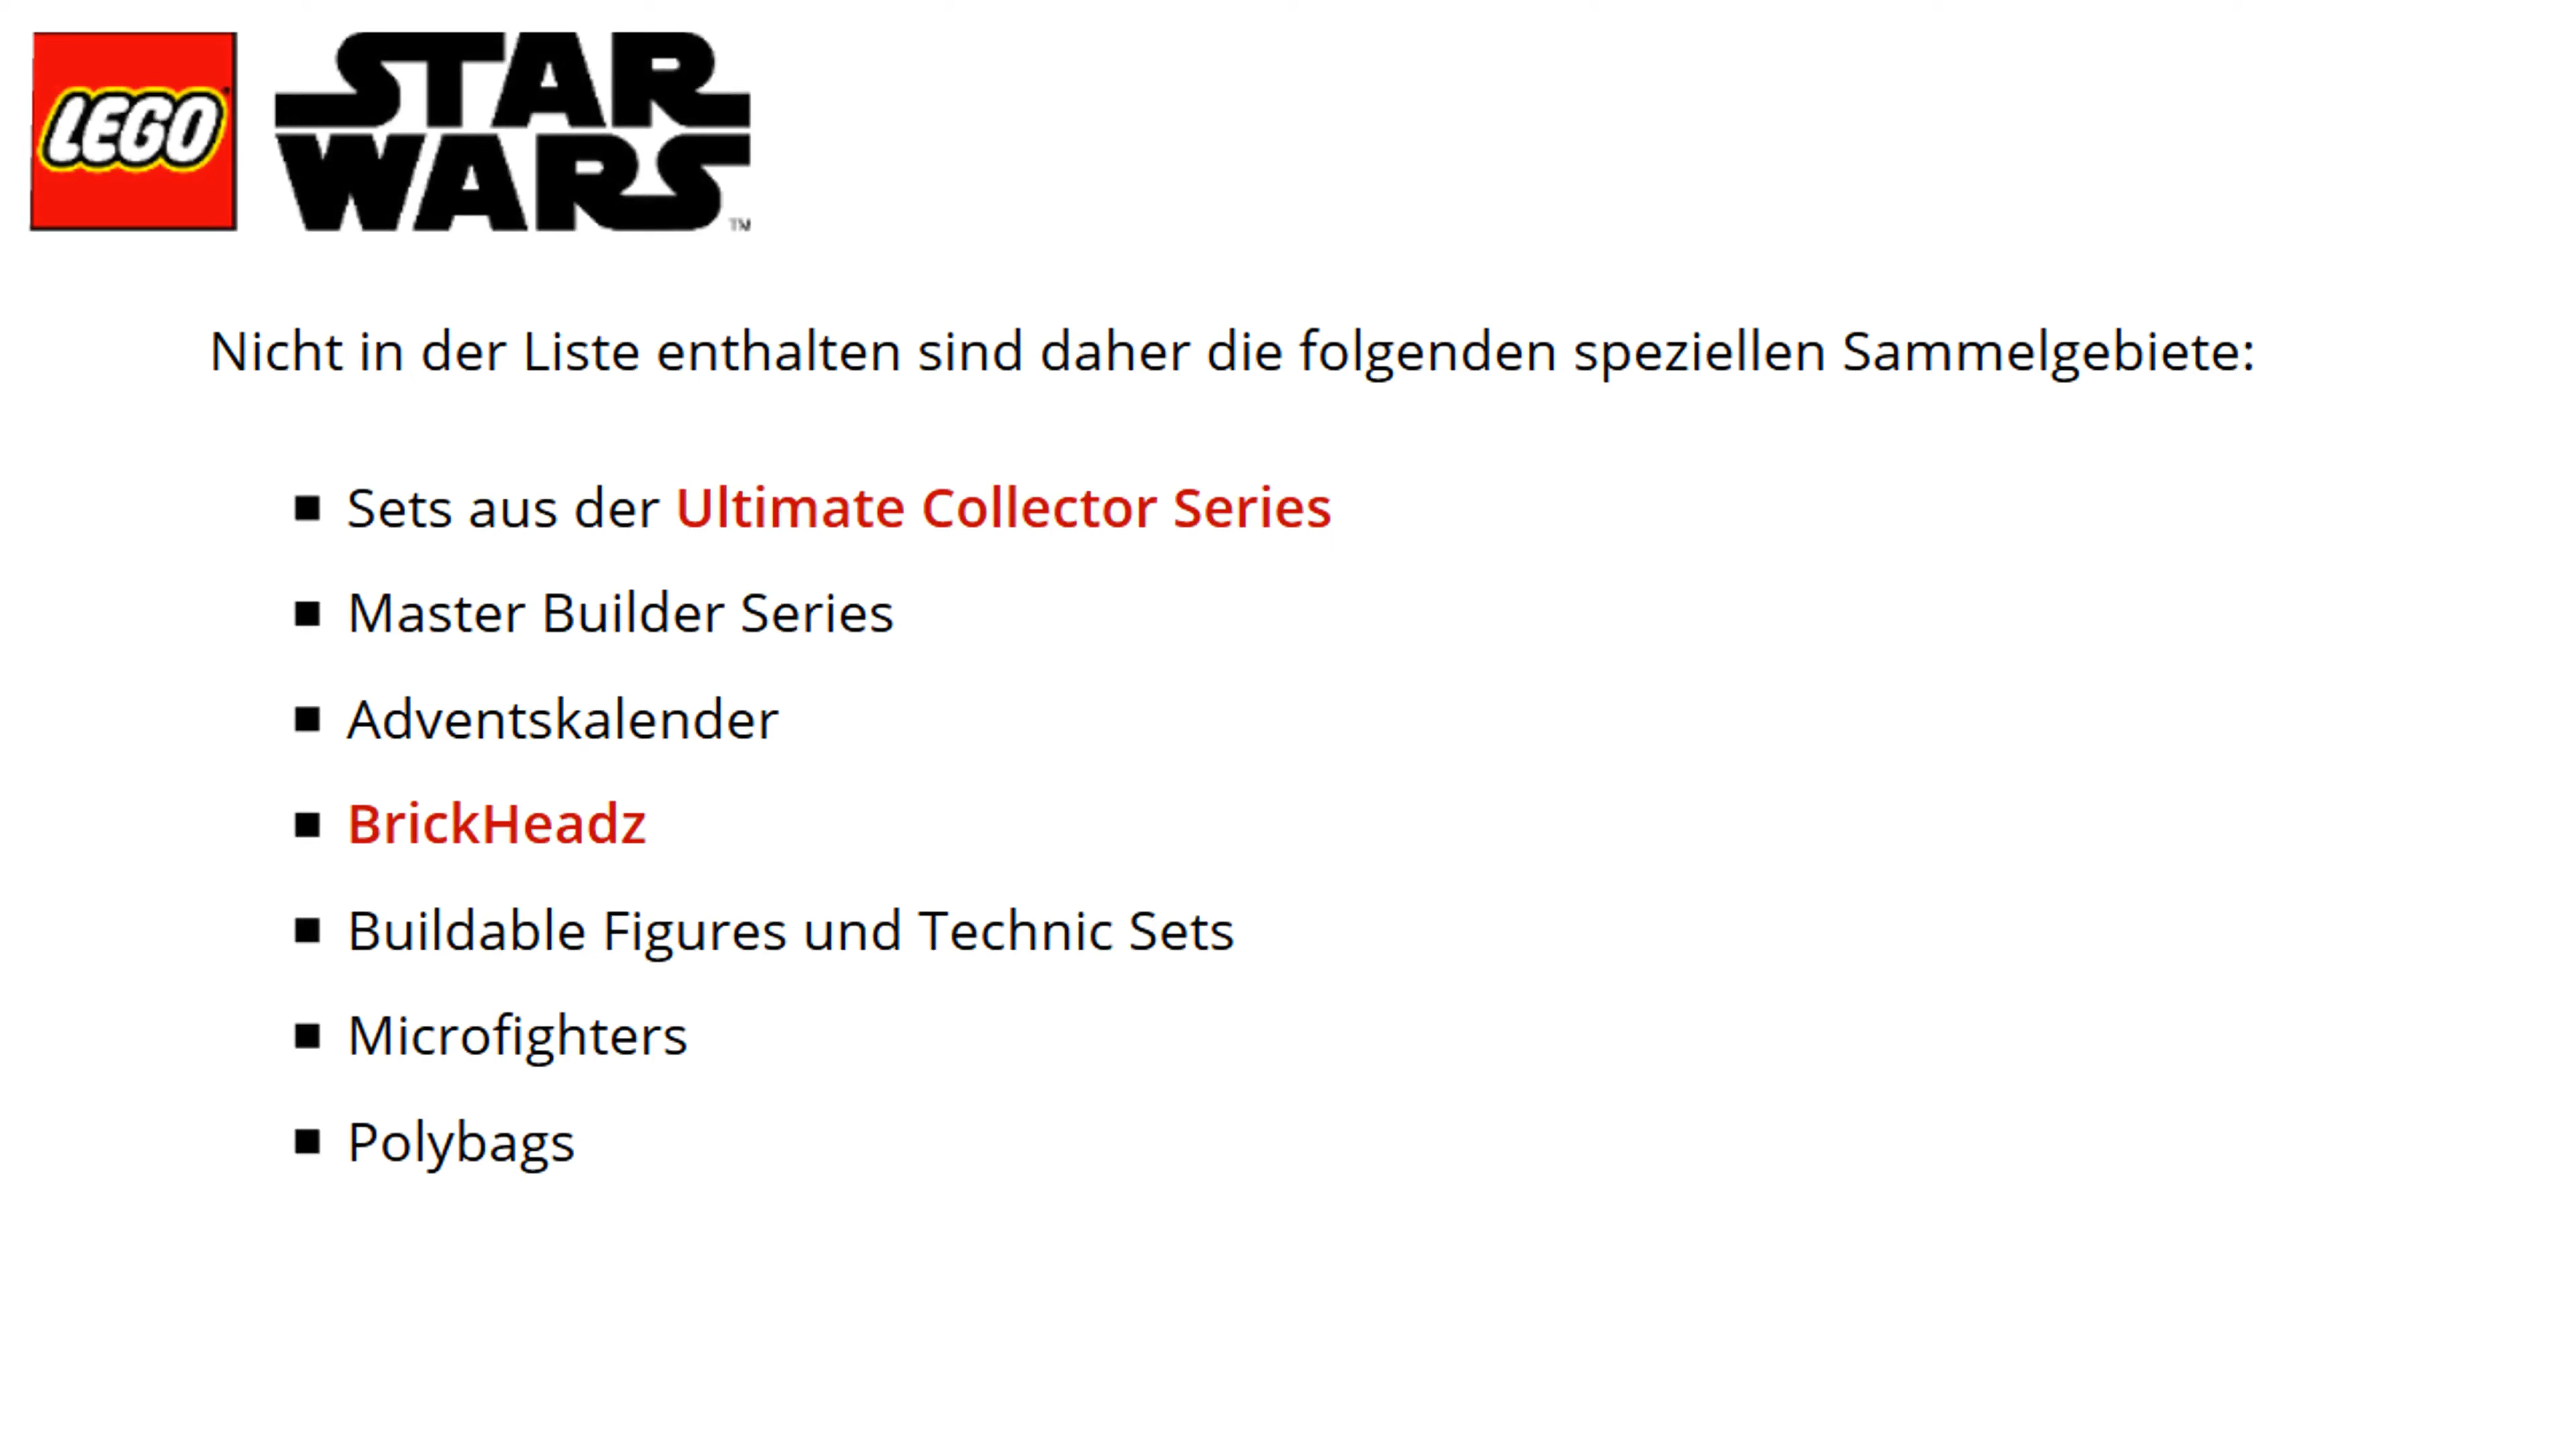 LEGO
STAR
WARS
TM
Nicht in der Liste enthalten sind daher die folgenden speziellen Sammelgebiete:
Sets aus der Ultimate Collector Series
Master Builder Series
Adventskalender
BrickHeadz
Buildable Figures und Technic Sets
Microfighters
Polybags